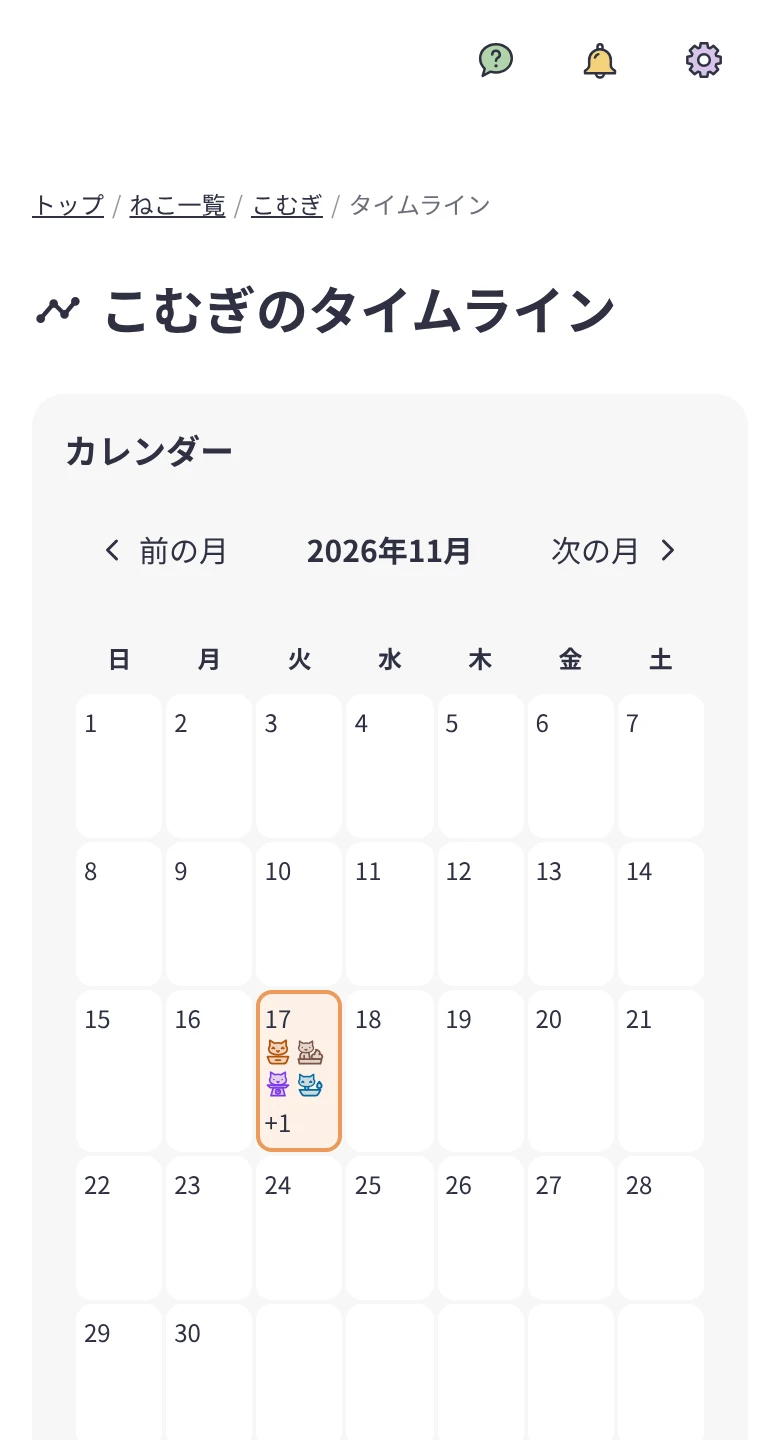 トップ / ねこ一覧 / こむぎ / タイムライン
こむぎのタイムライン
カレンダー
前の月 2026年11月 次の月
日 月 火 水 木 金 土
1 2 3 4 5 6 7
8 9 10 11 12 13 14
15 16 17 18 19 20 21
+1
22 23 24 25 26 27 28
29 30